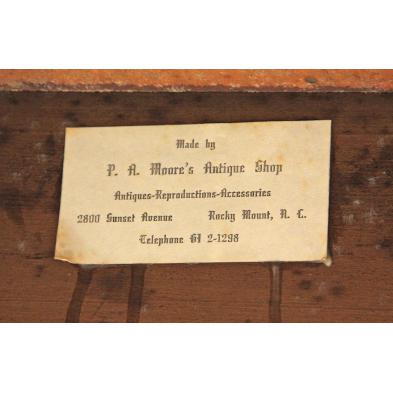 Made by
P. A. Moore's Antique Shop
Antiques-Reproductions-Accessories
2800 Sunset Avenue Rocky Mount, N. C.
Telephone GI 2-1298